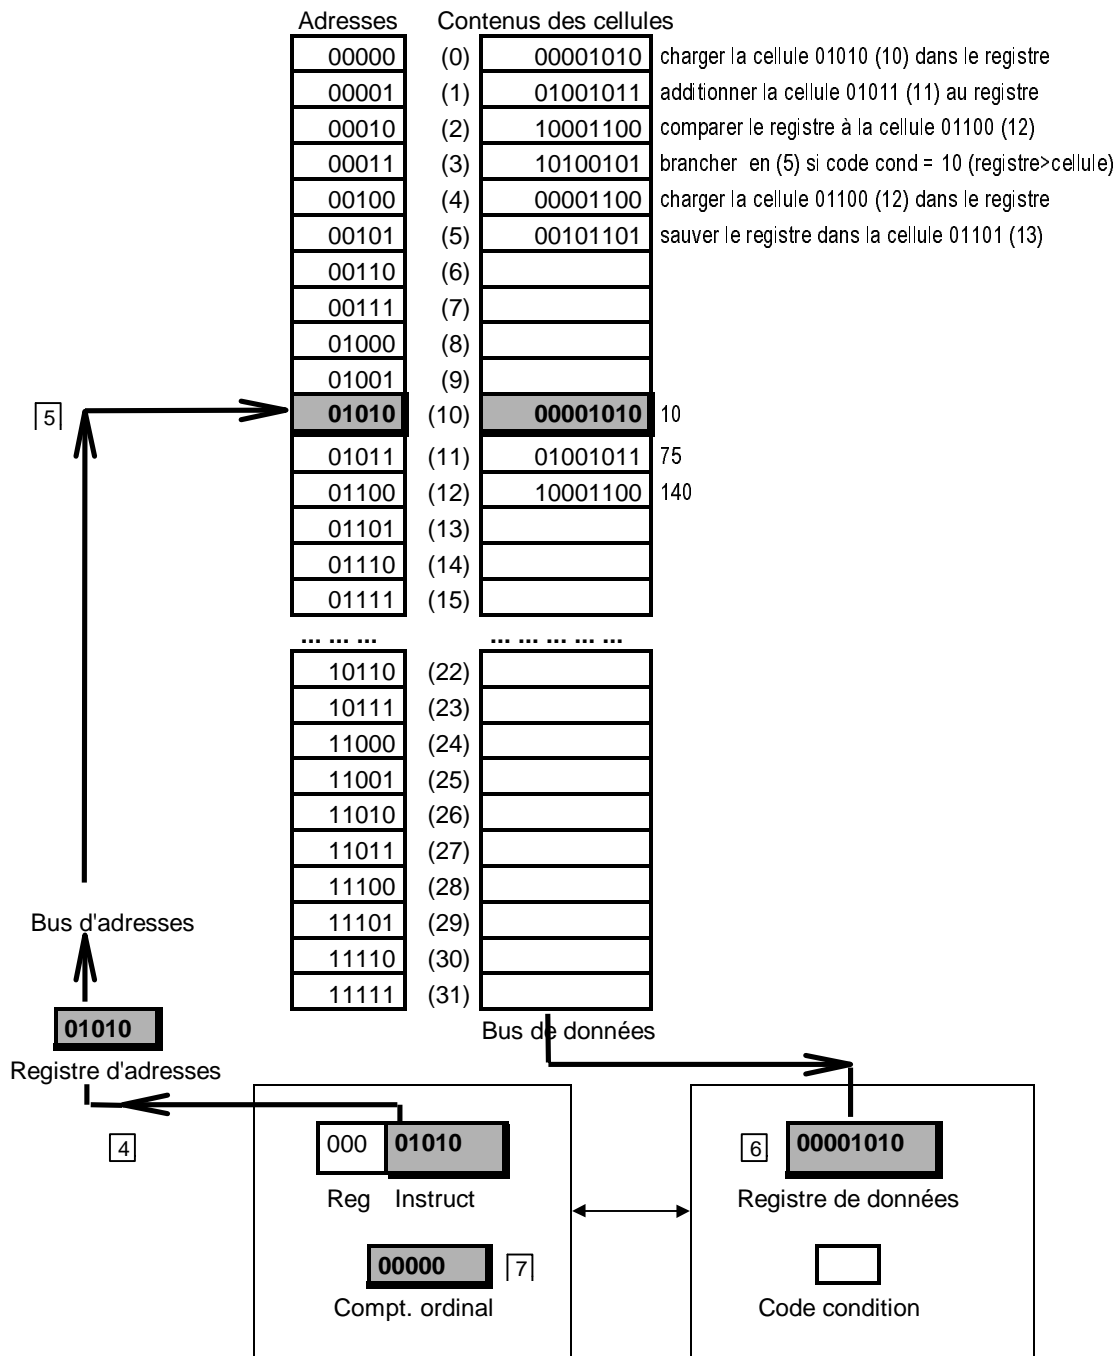 Adresses Contenus des cellules
00000 (0) 00001010 charger la cellule 01010 (10) dans le registre
00001 (1) 01001011 additionner la cellule 01011 (11) au registre
00010 (2) 10001100 comparer le registre à la cellule 01100 (12)
00011 (3) 10100101 brancher en (5) si code cond = 10 (registre>cellule)
00100 (4) 00001100 charger la cellule 01100 (12) dans le registre
00101 (5) 00101101 sauver le registre dans la cellule 01101 (13)
00110 (6)
00111 (7)
01000 (8)
01001 (9)
5 01010 (10) 00001010 10
01011 (11) 01001011 75
01100 (12) 10001100 140
01101 (13)
01110 (14)
01111 (15)
... ... ... ... ... ... ... ...
10110 (22)
10111 (23)
11000 (24)
11001 (25)
11010 (26)
11011 (27)
11100 (28)
11101 (29)
11110 (30)
11111 (31)
Bus d'adresses
01010
Registre d'adresses
Bus de données
4
000 01010
Reg Instruct
00000 7
Compt. ordinal
6 00001010
Registre de données
Code condition